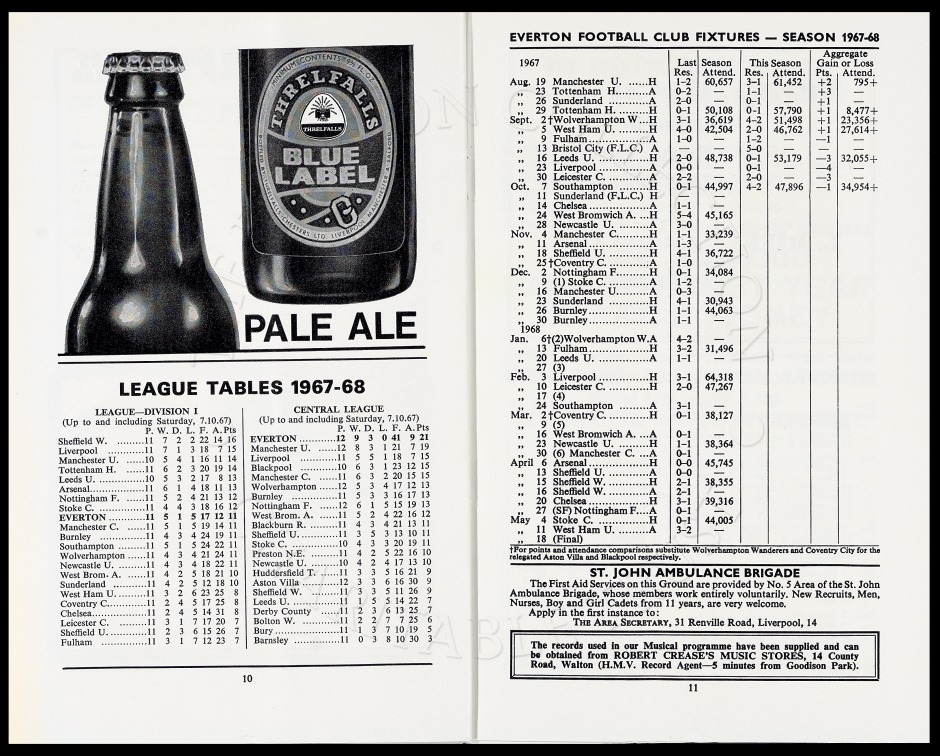 MINIMUM CONTENTS 9⅔ FL. OZ.
THRELFALLS
THRELFALLS
BLUE
LABEL
PALE ALE
LEAGUE TABLES 1967-68
LEAGUE—DIVISION I
(Up to and including Saturday, 7.10.67)
P. W. D. L. F. A. Pts
Sheffield W. .........11 7 2 2 22 14 16
Liverpool ............11 7 1 3 18 7 15
Manchester U. ......10 5 4 1 16 11 14
Tottenham H. .......11 6 2 3 20 19 14
Leeds U. ............10 5 3 2 17 8 13
Arsenal...............11 6 1 4 18 11 13
Nottingham F. ......11 5 2 4 21 13 12
Stoke C. ............11 4 4 3 18 16 12
EVERTON ............11 5 1 5 17 12 11
Manchester C. ......11 5 1 5 19 14 11
Burnley ............11 4 3 4 24 19 11
Southampton ......11 5 1 5 24 22 11
Wolverhampton ...11 4 3 4 21 24 11
Newcastle U. ......11 4 3 4 18 22 11
West Brom. A. ......11 4 2 5 18 21 10
Sunderland .........11 4 2 5 12 18 10
West Ham U. ......11 3 2 6 23 25 8
Coventry C..........11 2 4 5 17 25 8
Chelsea...............11 2 4 5 14 31 8
Leicester C. .........11 3 1 7 17 20 7
Sheffield U..........11 2 3 6 15 26 7
Fulham ............11 3 1 7 12 23 7
CENTRAL LEAGUE
(Up to and including Saturday, 7.10.67)
P. W. D. L. F. A. Pts
EVERTON ............12 9 3 0 41 9 21
Manchester U. ......12 8 3 1 21 7 19
Liverpool ............11 5 5 1 18 7 15
Blackpool ............10 6 3 1 23 12 15
Manchester C. ......11 6 3 2 20 15 15
Wolverhampton ...12 5 3 4 17 12 13
Burnley ............11 5 3 3 16 17 13
Nottingham F. ......12 6 1 5 15 19 13
West Brom. A. ......11 5 2 4 22 16 12
Blackburn R. ......11 4 3 4 21 13 11
Sheffield U. .........11 3 5 3 13 10 11
Stoke C. ............10 4 3 3 20 19 11
Preston N.E. ......11 4 2 5 22 16 10
Newcastle U. ......10 4 2 4 17 13 10
Huddersfield T. ......11 3 3 5 16 21 9
Aston Villa .........12 3 3 6 16 30 9
Sheffield W. .........11 3 3 5 11 26 9
Leeds U. ............11 1 5 5 14 22 7
Derby County ......11 2 3 6 13 25 7
Bolton W. ............11 2 2 7 7 25 6
Bury ..................11 1 3 7 10 19 5
Barnsley ............11 0 3 8 10 30 3
10
EVERTON FOOTBALL CLUB FIXTURES — SEASON 1967-68
1967 Last Season This Season Aggregate Gain or Loss
Res. Attend. Res. Attend. Pts. Attend.
Aug. 19 Manchester U. ......H 1–2 60,657 3–1 61,452 +2 795+
„ 23 Tottenham H..........A 0–2 — 1–1 — +3 —
„ 26 Sunderland ............A 2–0 — 0–1 — +1 —
„ 29 Tottenham H..........H 0–1 50,108 0–1 57,790 +1 8,477+
Sept. 2 †Wolverhampton W...H 3–1 36,619 4–2 51,498 +1 23,356+
„ 5 West Ham U..........H 4–0 42,504 2–0 46,762 +1 27,614+
„ 9 Fulham..................A 1–0 — 1–2 — —1 —
„ 13 Bristol City (F.L.C.) A — — 5–0 —
„ 16 Leeds U. ...............H 2–0 48,738 0–1 53,179 —3 32,055+
„ 23 Liverpool ...............A 0–0 — 0–1 — —4 —
„ 30 Leicester C. ............A 2–2 — 2–0 — —3 —
Oct. 7 Southampton .........H 0–1 44,997 4–2 47,896 —1 34,954+
„ 11 Sunderland (F.L.C.) H — —
„ 14 Chelsea..................A 1–1 —
„ 24 West Bromwich A. ...H 5–4 45,165
„ 28 Newcastle U. .........A 3–0 —
Nov. 4 Manchester C..........H 1–1 33,239
„ 11 Arsenal..................A 1–3 —
„ 18 Sheffield U.............H 4–1 36,722
„ 25 †Coventry C.............A 1–0 —
Dec. 2 Nottingham F..........H 0–1 34,084
„ 9 (1) Stoke C.............A 1–2 —
„ 16 Manchester U..........A 0–3 —
„ 23 Sunderland ............H 4–1 30,943
„ 26 Burnley ..................H 1–1 44,063
„ 30 Burnley ..................A 1–1 —
1968
Jan. 6 †(2)Wolverhampton W.A 4–2 —
„ 13 Fulham..................H 3–2 31,496
„ 20 Leeds U. ...............A 1–1 —
„ 27 (3)
Feb. 3 Liverpool ...............H 3–1 64,318
„ 10 Leicester C. ............H 2–0 47,267
„ 17 (4)
„ 24 Southampton .........A 3–1 —
Mar. 2 †Coventry C.............H 0–1 38,127
„ 9 (5)
„ 16 West Bromwich A. ...A 0–1 —
„ 23 Newcastle U. .........H 1–1 38,364
„ 30 (6) Manchester C. ...A 0–1 —
April 6 Arsenal..................H 0–0 45,745
„ 13 Sheffield U. ............A 0–0 —
„ 15 Sheffield W. ............H 2–1 38,355
„ 16 Sheffield W. ............A 2–1 —
„ 20 Chelsea ..................H 3–1 39,316
„ 27 (SF) Nottingham F....A 0–1 —
May 4 Stoke C. ...............H 0–1 44,005
„ 11 West Ham U. .........A 3–2 —
„ 18 (Final)
†For points and attendance comparisons substitute Wolverhampton Wanderers and Coventry City for the
relegated Aston Villa and Blackpool respectively.
ST. JOHN AMBULANCE BRIGADE
The First Aid Services on this Ground are provided by No. 5 Area of the St. John
Ambulance Brigade, whose members work entirely voluntarily. New Recruits, Men,
Nurses, Boy and Girl Cadets from 11 years, are very welcome.
Apply in the first instance to:
THE AREA SECRETARY, 31 Renville Road, Liverpool, 14
The records used in our Musical programme have been supplied and can
be obtained from ROBERT CREASE'S MUSIC STORES, 14 County
Road, Walton (H.M.V. Record Agent—5 minutes from Goodison Park).
11